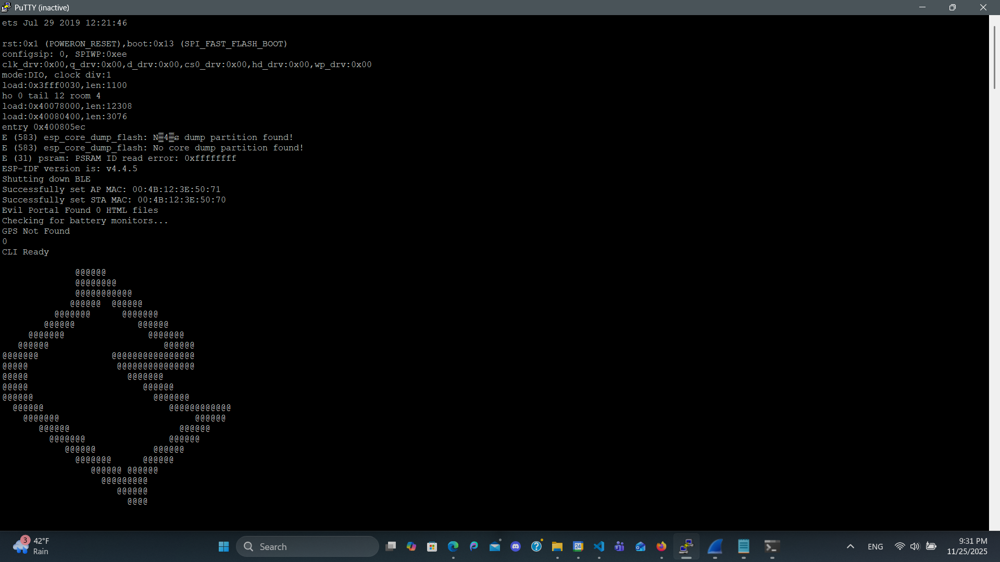 PuTTY (inactive)
ets Jul 29 2019 12:21:46
rst:0x1 (POWERON_RESET),boot:0x13 (SPI_FAST_FLASH_BOOT)
configsip: 0, SPIWP:0xee
clk_drv:0x00,q_drv:0x00,d_drv:0x00,cs0_drv:0x00,hd_drv:0x00,wp_drv:0x00
mode:DIO, clock div:1
load:0x3fff0030,len:1100
ho 0 tail 12 room 4
load:0x40078000,len:12308
load:0x40080400,len:3076
entry 0x400805ec
E (583) esp_core_dump_flash: N▒4▒s dump partition found!
E (583) esp_core_dump_flash: No core dump partition found!
E (31) psram: PSRAM ID read error: 0xffffffff
ESP-IDF version is: v4.4.5
Shutting down BLE
Successfully set AP MAC: 00:4B:12:3E:50:71
Successfully set STA MAC: 00:4B:12:3E:50:70
Evil Portal Found 0 HTML files
Checking for battery monitors...
GPS Not Found
0
CLI Ready
              @@@@@@
              @@@@@@@@
              @@@@@@@@@@@
             @@@@@@  @@@@@@
          @@@@@@@      @@@@@@@
        @@@@@@            @@@@@@
     @@@@@@@                @@@@@@@
   @@@@@@                      @@@@@@
@@@@@@@              @@@@@@@@@@@@@@@@
@@@@@                 @@@@@@@@@@@@@@@
@@@@@                   @@@@@@@
@@@@@                      @@@@@@
@@@@@@                       @@@@@@@
  @@@@@@                        @@@@@@@@@@@@
    @@@@@@@                          @@@@@@
       @@@@@@                     @@@@@@
         @@@@@@@                @@@@@@
            @@@@@@           @@@@@@
              @@@@@@@      @@@@@@
                 @@@@@@ @@@@@@
                   @@@@@@@@@
                      @@@@@@
                        @@@@
3
42°F
Rain
Search
24
ENG
9:31 PM
11/25/2025